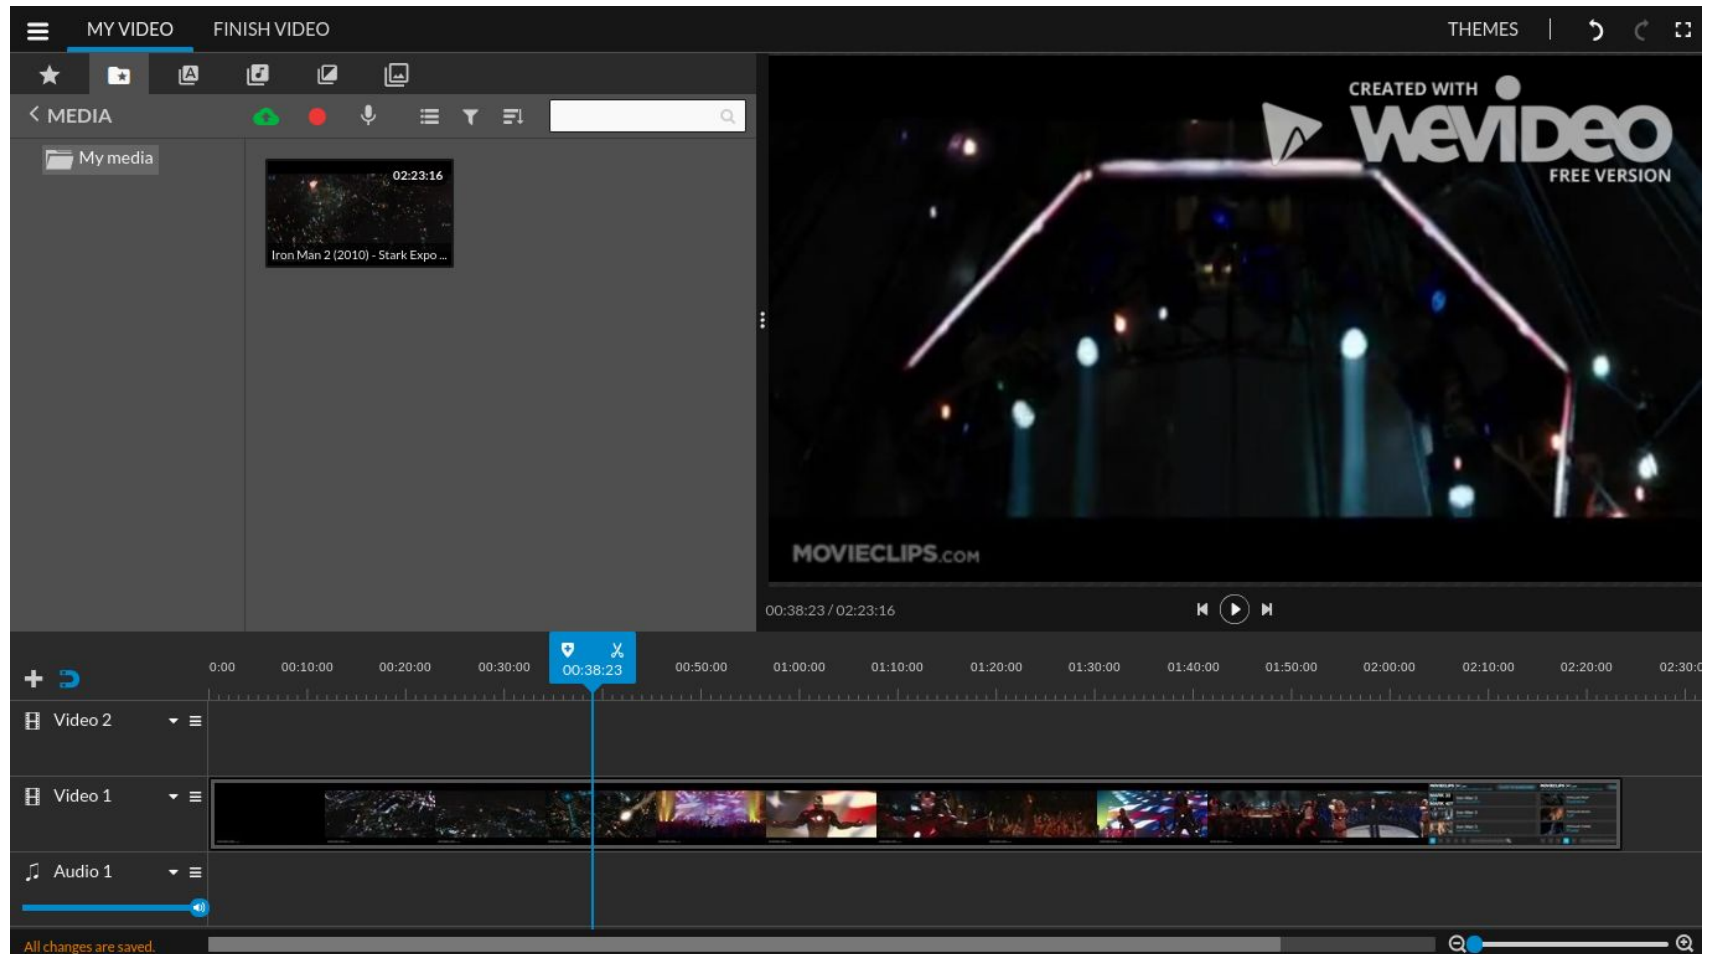 MY VIDEO
FINISH VIDEO
THEMES
MEDIA
My media
02:23:16
Iron Man 2 (2010) - Stark Expo ...
CREATED WITH
WEVIDEO
FREE VERSION
MOVIECLIPS.COM
00:38:23 / 02:23:16
0:00 00:10:00 00:20:00 00:30:00 00:38:23 00:50:00 01:00:00 01:10:00 01:20:00 01:30:00 01:40:00 01:50:00 02:00:00 02:10:00 02:20:00
Video 2
Video 1
Audio 1
All changes are saved.